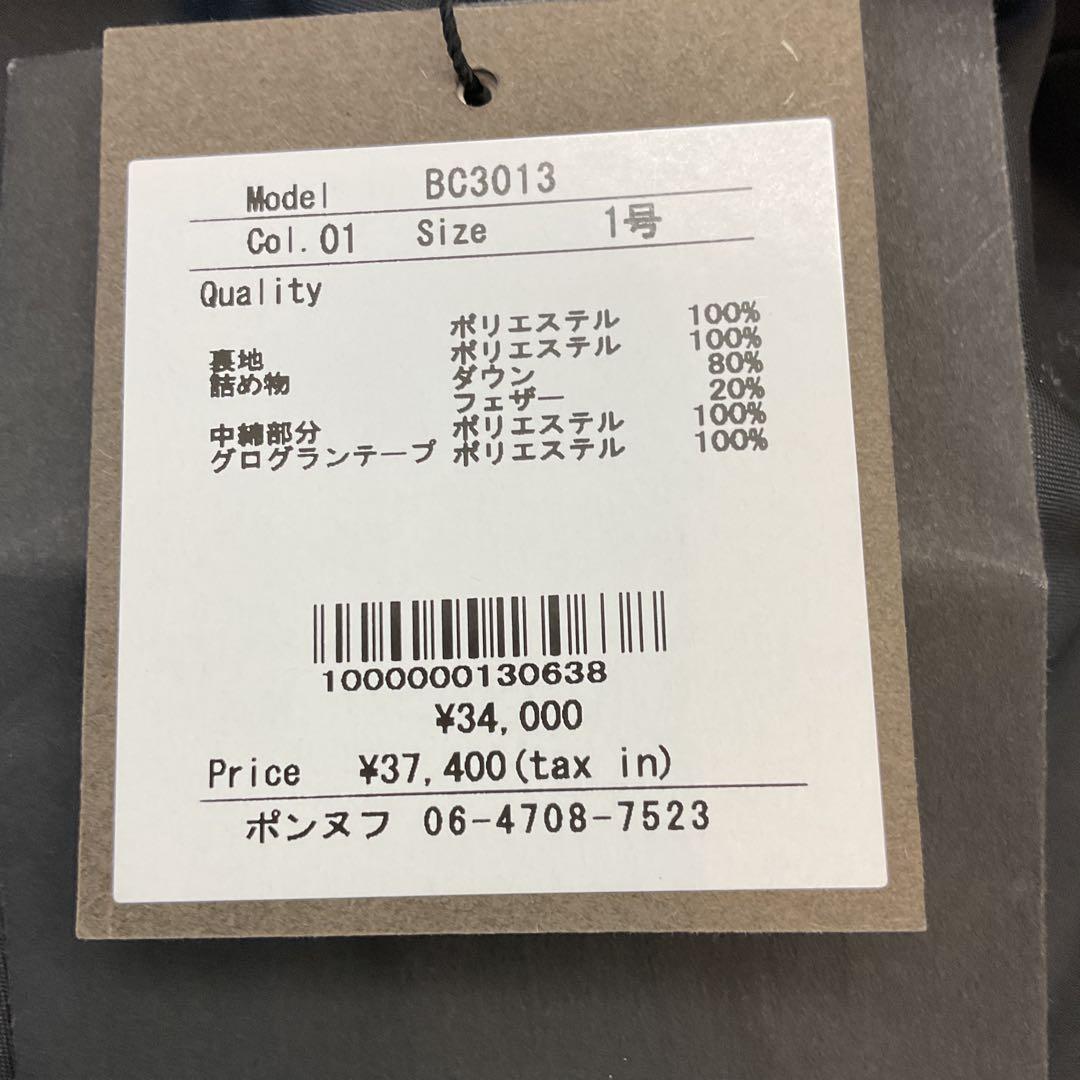 Model BC3013
Col.01 Size 1号
Quality
ポリエステル 100%
裏地 ポリエステル 100%
詰め物 ダウン 80%
フェザー 20%
中綿部分 ポリエステル 100%
グログランテープ ポリエステル 100%
1000000130638
¥34,000
Price ¥37,400(tax in)
ポンヌフ 06-4708-7523